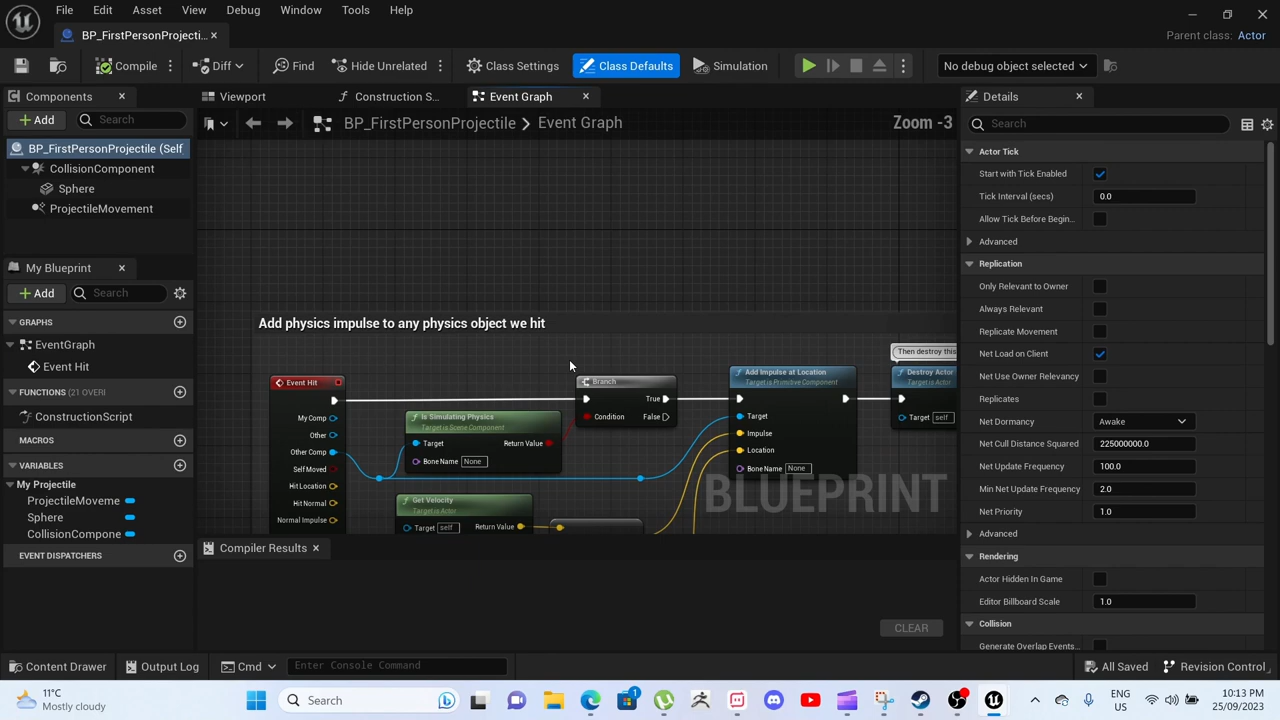 File Edit Asset View Debug Window Tools Help
BP_FirstPersonProjecti...
Parent class: Actor
Compile Diff Find Hide Unrelated Class Settings Class Defaults Simulation No debug object selected
Components
Add Search
BP_FirstPersonProjectile (Self
CollisionComponent
Sphere
ProjectileMovement
My Blueprint
Add Search
GRAPHS
EventGraph
Event Hit
FUNCTIONS (21 OVERI
ConstructionScript
MACROS
VARIABLES
My Projectile
ProjectileMoveme
Sphere
CollisionCompone
EVENT DISPATCHERS
Viewport Construction S... Event Graph
BP_FirstPersonProjectile > Event Graph Zoom -3
Add physics impulse to any physics object we hit
Then destroy this
Event Hit
My Comp
Other
Other Comp
Self Moved
Hit Location
Hit Normal
Normal Impulse
Is Simulating Physics
Target is Scene Component
Target Return Value
Bone Name None
Get Velocity
Target is Actor
Target self Return Value
Branch
True
Condition False
Add Impulse at Location
Target is Primitive Component
Target
Impulse
Location
Bone Name None
Destroy Actor
Target is Actor
Target self
BLUEPRINT
Compiler Results
CLEAR
Details
Search
Actor Tick
Start with Tick Enabled
Tick Interval (secs) 0.0
Allow Tick Before Begin...
Advanced
Replication
Only Relevant to Owner
Always Relevant
Replicate Movement
Net Load on Client
Net Use Owner Relevancy
Replicates
Net Dormancy Awake
Net Cull Distance Squared 225000000.0
Net Update Frequency 100.0
Min Net Update Frequency 2.0
Net Priority 1.0
Advanced
Rendering
Actor Hidden In Game
Editor Billboard Scale 1.0
Collision
Generate Overlap Events...
Content Drawer Output Log Cmd Enter Console Command All Saved Revision Control
11°C
Mostly cloudy
Search
1
ENG
US
10:13 PM
25/09/2023